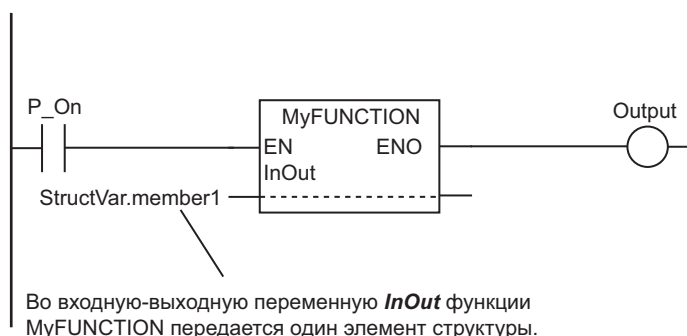 P_On
MyFUNCTION
Output
EN ENO
InOut
StructVar.member1
Во входную-выходную переменную InOut функции
MyFUNCTION передается один элемент структуры.